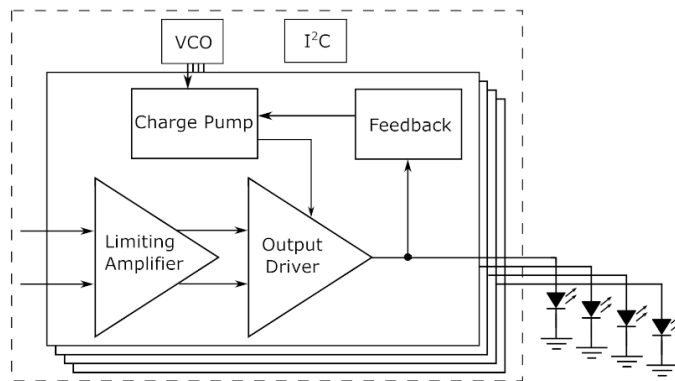 VCO
I²C
Charge Pump
Feedback
Limiting
Amplifier
Output
Driver